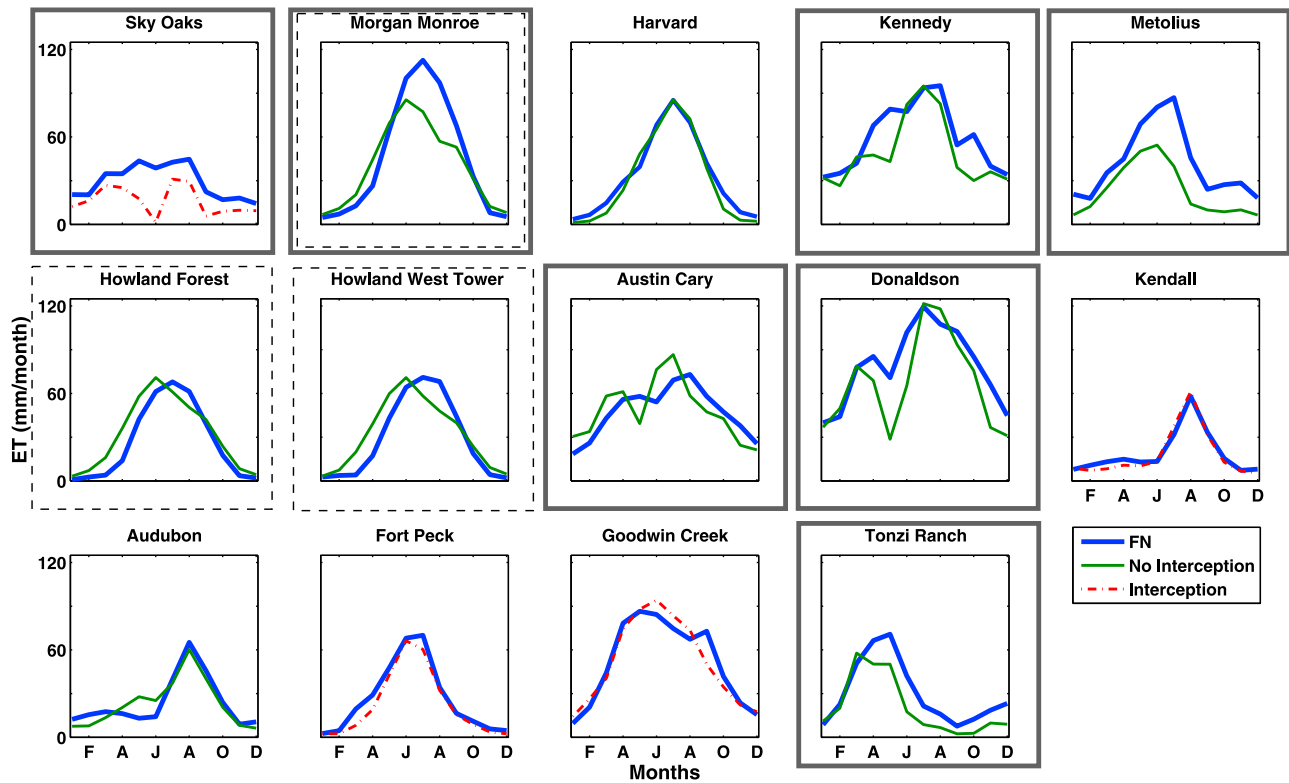 Sky Oaks
Morgan Monroe
Harvard
Kennedy
Metolius
120
60
0
Howland Forest
Howland West Tower
Austin Cary
Donaldson
Kendall
ET (mm/month)
120
60
0
F A J A O D
Audubon
Fort Peck
Goodwin Creek
Tonzi Ranch
FN
No Interception
Interception
120
60
0
F A J A O D
F A J A O D
F A J A O D
F A J A O D
Months